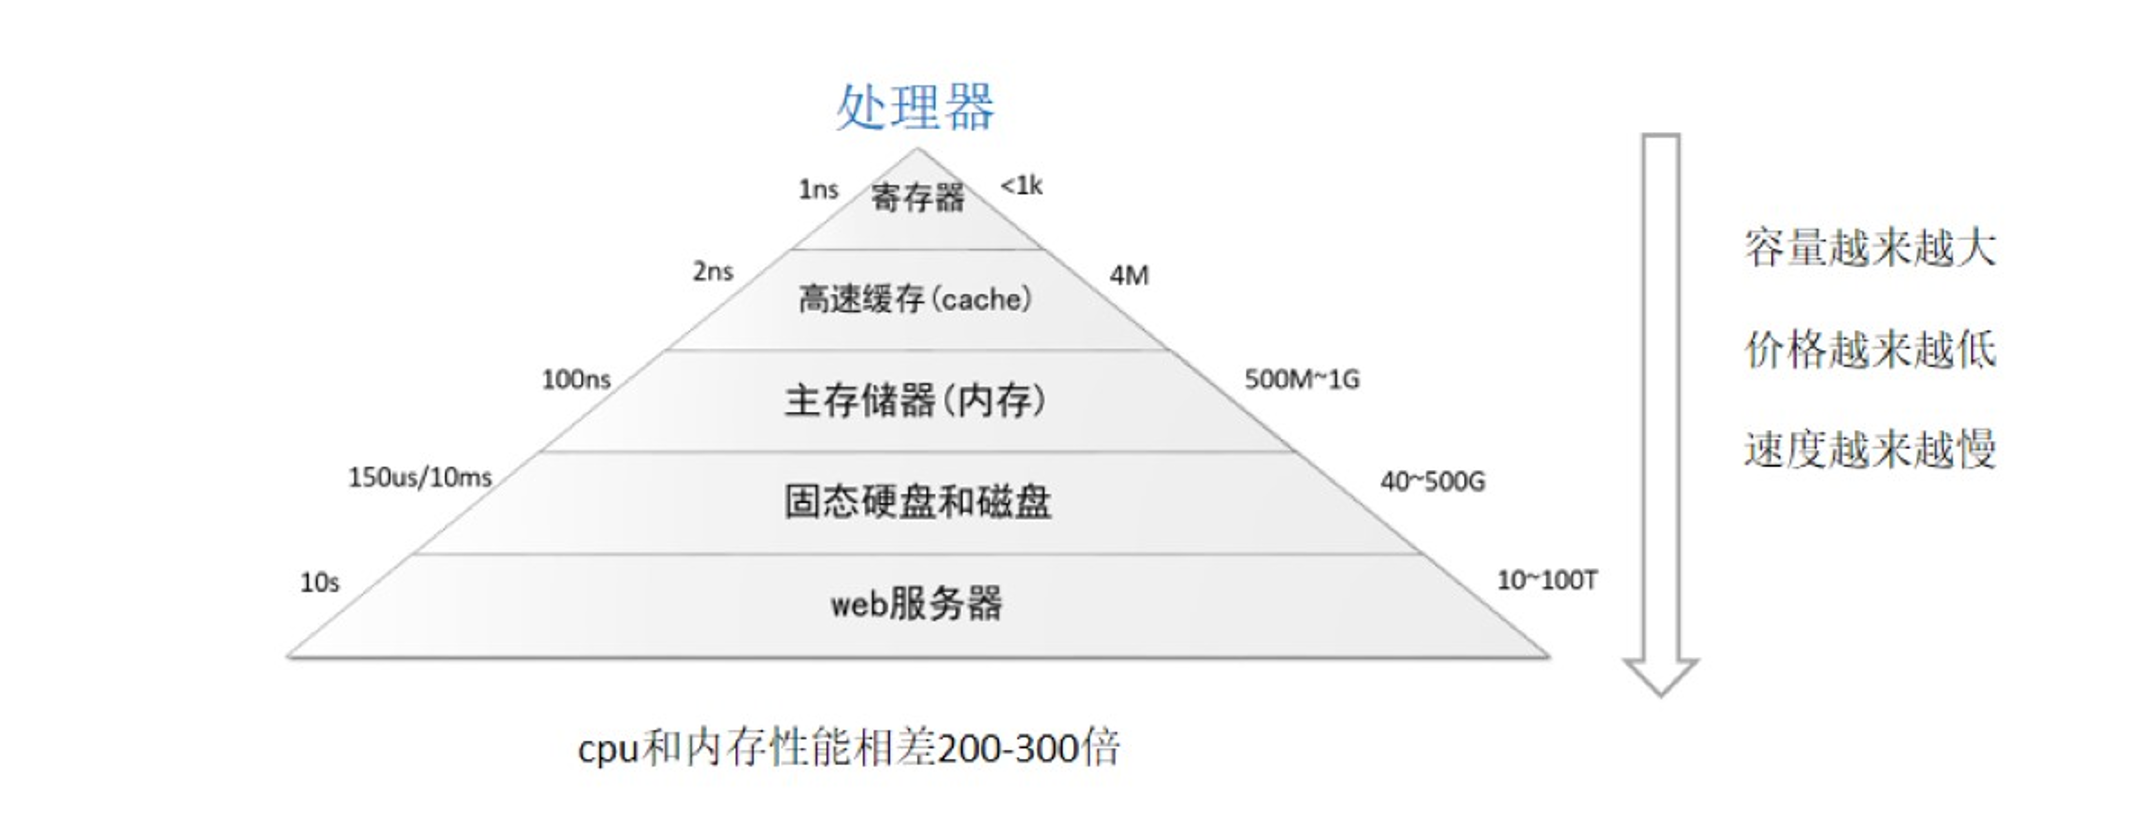 处理器
1ns 寄存器 <1k
2ns 高速缓存(cache) 4M
100ns 主存储器(内存) 500M~1G
150us/10ms 固态硬盘和磁盘 40~500G
10s web服务器 10~100T
容量越来越大
价格越来越低
速度越来越慢
cpu和内存性能相差200-300倍